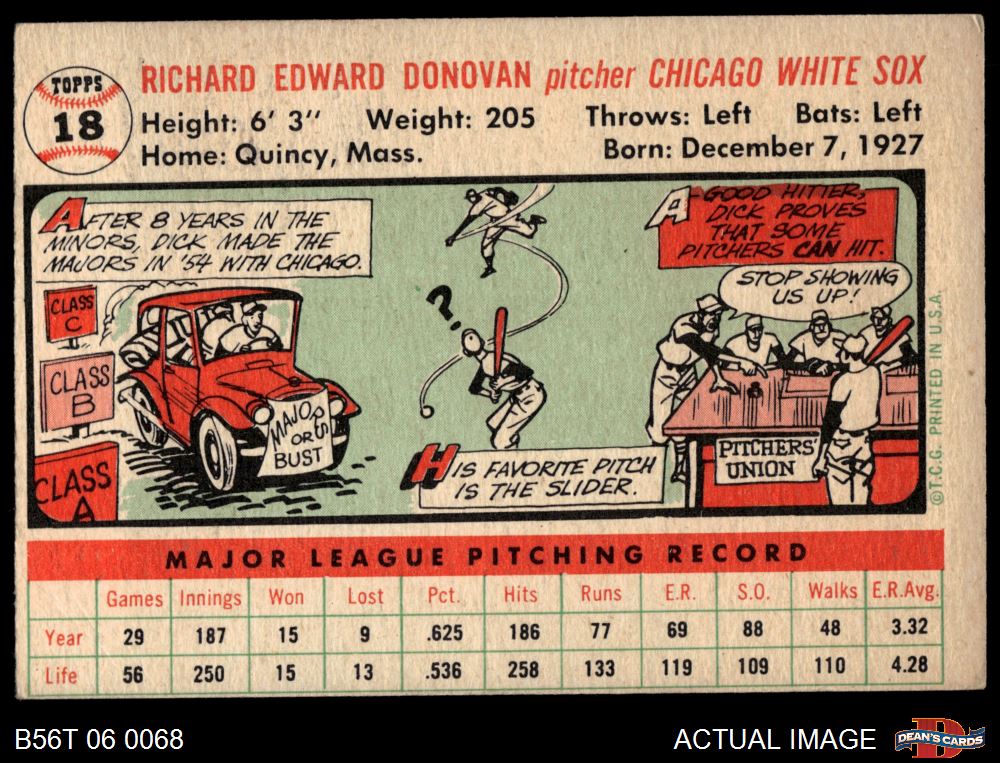 TOPPS
18
RICHARD EDWARD DONOVAN pitcher CHICAGO WHITE SOX
Height: 6' 3" Weight: 205 Throws: Left Bats: Left
Home: Quincy, Mass. Born: December 7, 1927
AFTER 8 YEARS IN THE
MINORS, DICK MADE THE
MAJORS IN '54 WITH CHICAGO.
CLASS
C
CLASS
B
CLASS
A
MAJORS
OR
BUST
?
HIS FAVORITE PITCH
IS THE SLIDER.
A GOOD HITTER,
DICK PROVES
THAT SOME
PITCHERS CAN HIT.
STOP SHOWING
US UP!
PITCHERS'
UNION
©T.C.G. PRINTED IN U.S.A.
MAJOR LEAGUE PITCHING RECORD
Games Innings Won Lost Pct. Hits Runs E.R. S.O. Walks E.R.Avg.
Year 29 187 15 9 .625 186 77 69 88 48 3.32
Life 56 250 15 13 .536 258 133 119 109 110 4.28
B56T 06 0068 ACTUAL IMAGE DEAN'S CARDS